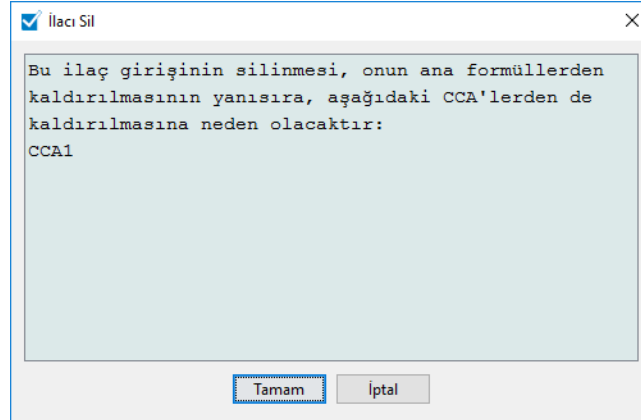 İlacı Sil
Bu ilaç girişinin silinmesi, onun ana formüllerden
kaldırılmasının yanısıra, aşağıdaki CCA'lerden de
kaldırılmasına neden olacaktır:
CCA1
Tamam
İptal